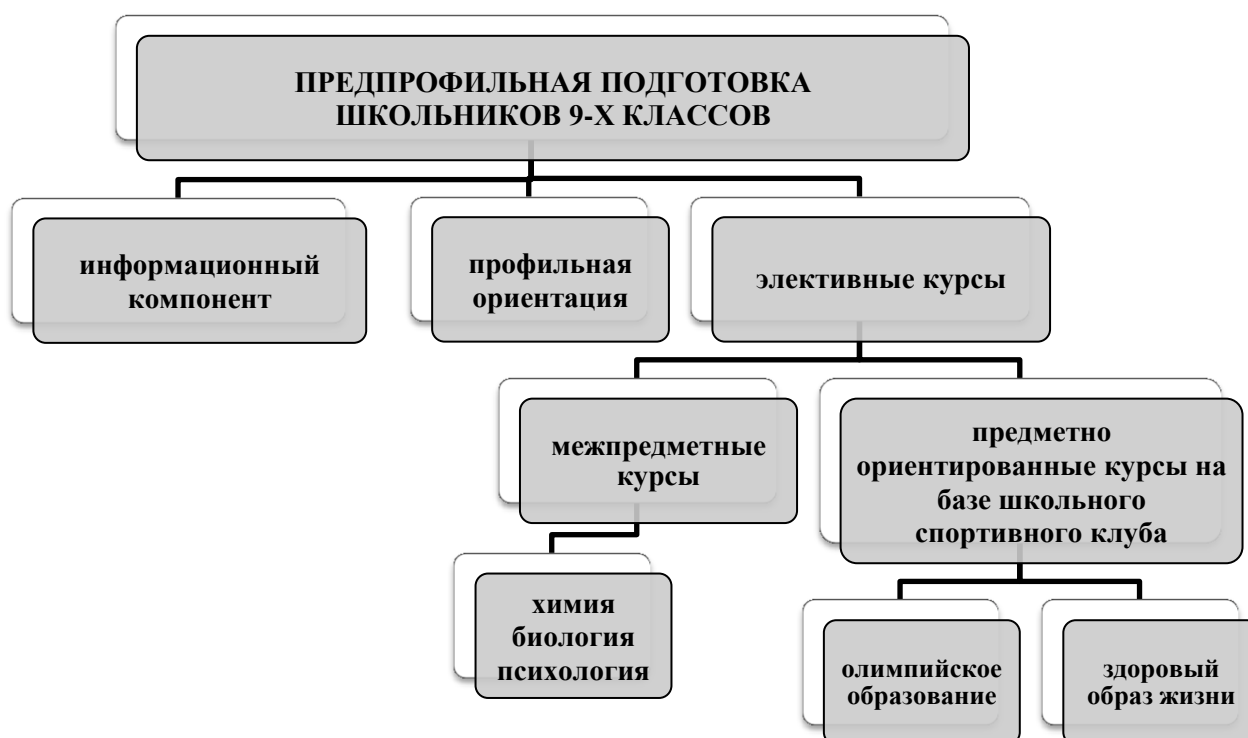 ПРЕДПРОФИЛЬНАЯ ПОДГОТОВКА
ШКОЛЬНИКОВ 9-Х КЛАССОВ
информационный
компонент
профильная
ориентация
элективные курсы
межпредметные
курсы
предметно
ориентированные курсы на
базе школьного
спортивного клуба
химия
биология
психология
олимпийское
образование
здоровый
образ жизни